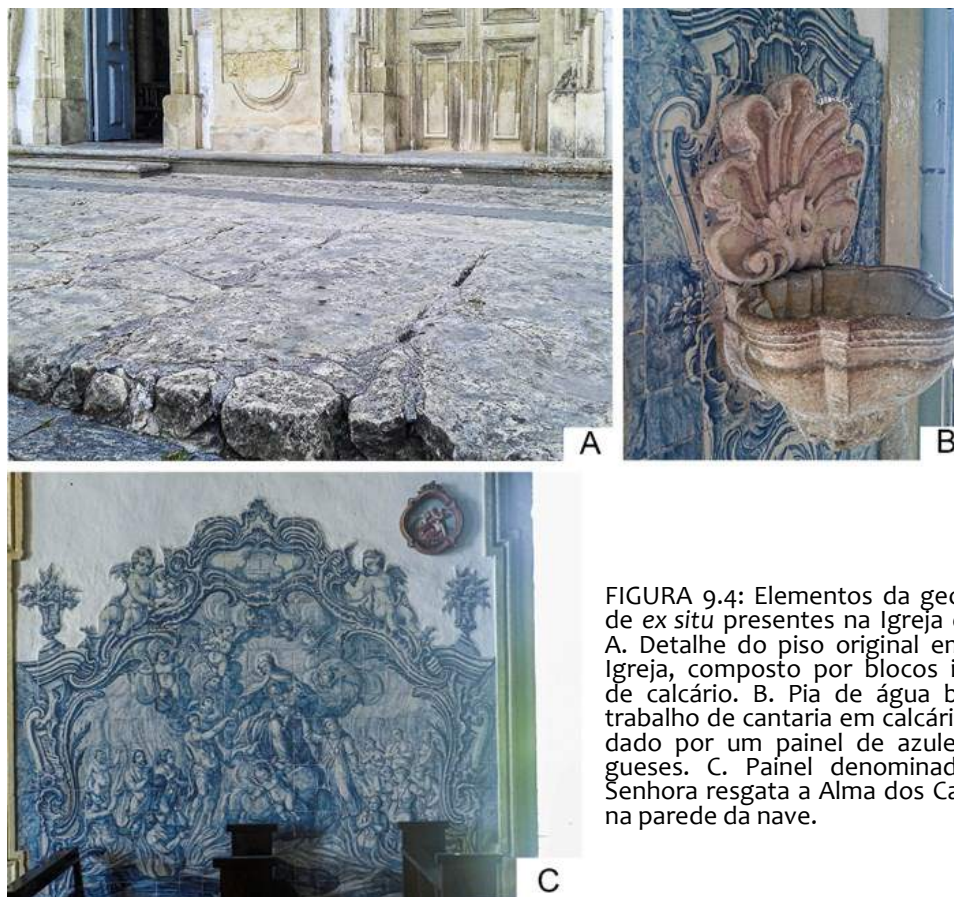 A
B
C
FIGURA 9.4: Elementos da geo
de ex situ presentes na Igreja
A. Detalhe do piso original
Igreja, composto por blocos
de calcário. B. Pia de água
trabalho de cantaria em calcári
dado por um painel de azule
gueses. C. Painel denominad
Senhora resgata a Alma dos Ca
na parede da nave.